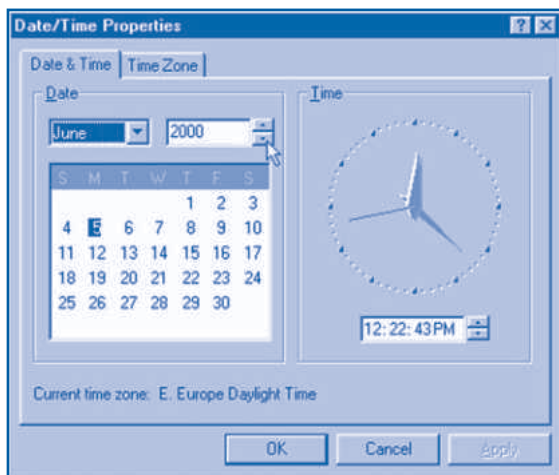 Date/Time Properties
Date & Time Time Zone
Date Time
June 2000
S M T W T F S
1 2 3
4 5 6 7 8 9 10
11 12 13 14 15 16 17
18 19 20 21 22 23 24
25 26 27 28 29 30
12:22:43PM
Current time zone: E. Europe Daylight Time
OK Cancel Apply